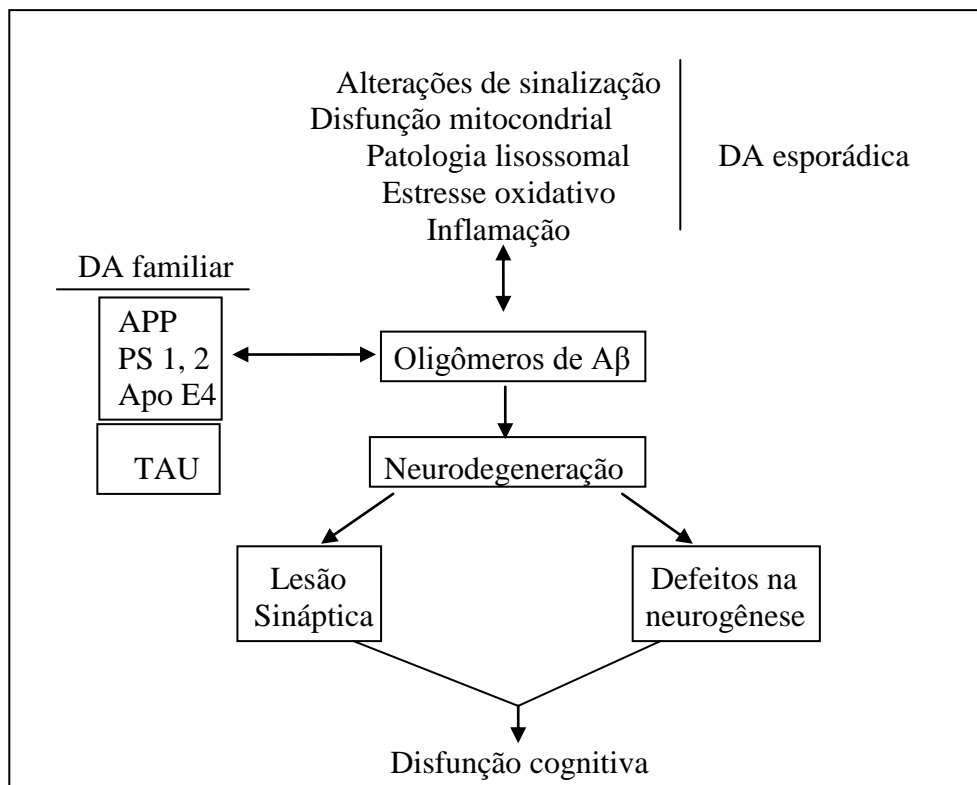 Alterações de sinalização
Disfunção mitocondrial
Patologia lisossomal
Estresse oxidativo
Inflamação
DA esporádica
DA familiar
APP
PS 1, 2
Apo E4
TAU
Oligômeros de Aβ
Neurodegeneração
Lesão
Sináptica
Defeitos na
neurogênese
Disfunção cognitiva